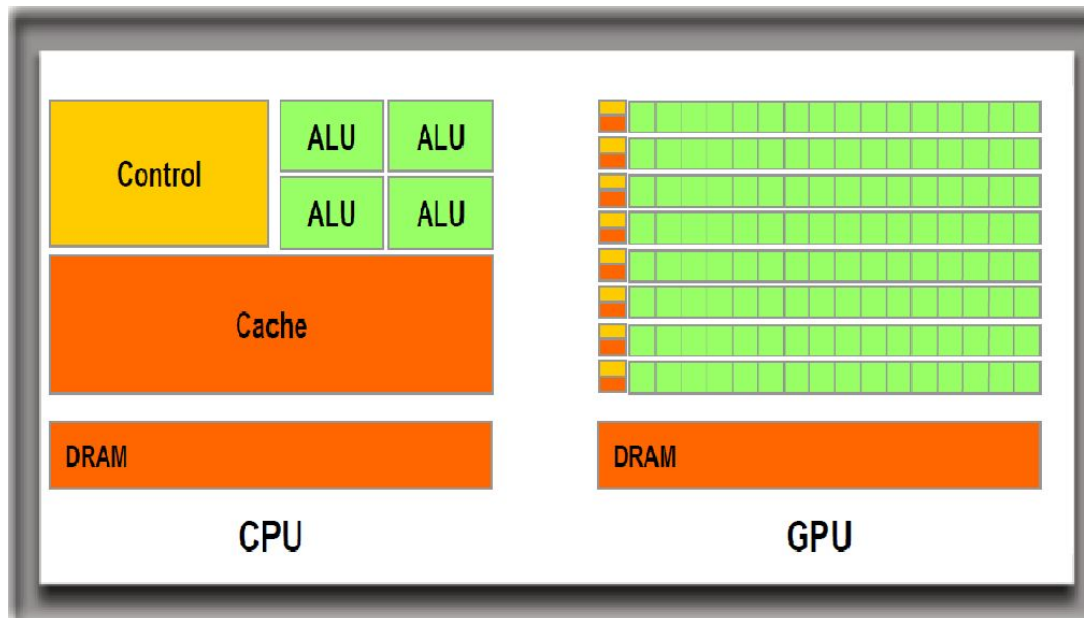 Control
ALU ALU
ALU ALU
Cache
DRAM
CPU
DRAM
GPU